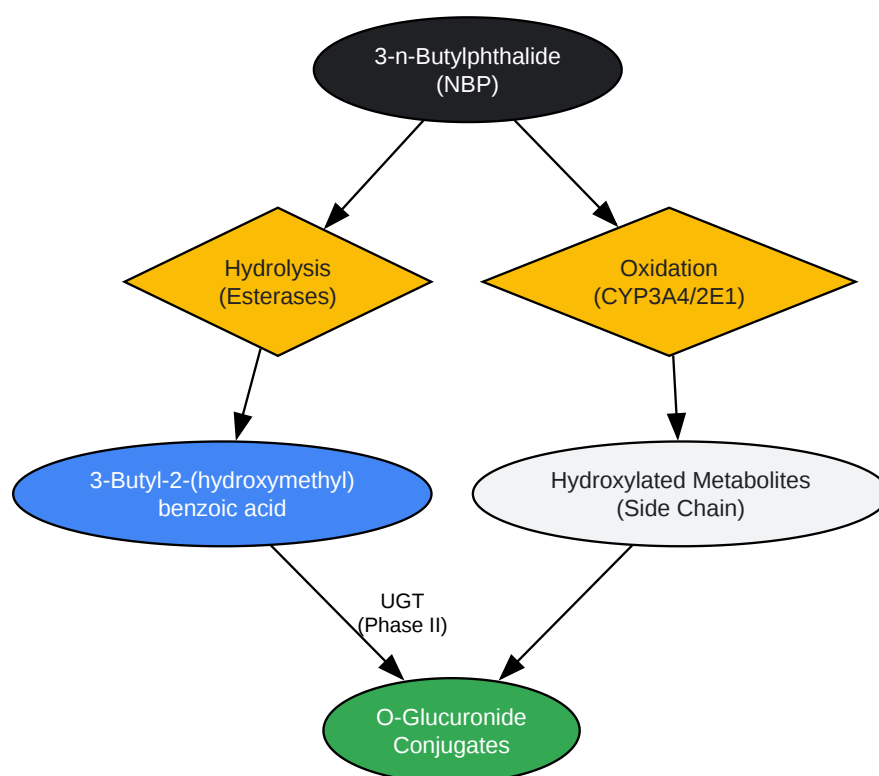 3-n-Butylphthalide
(NBP)
Hydrolysis
(Esterases)
Oxidation
(CYP3A4/2E1)
3-Butyl-2-(hydroxymethyl)
benzoic acid
Hydroxylated Metabolites
(Side Chain)
UGT
(Phase II)
O-Glucuronide
Conjugates